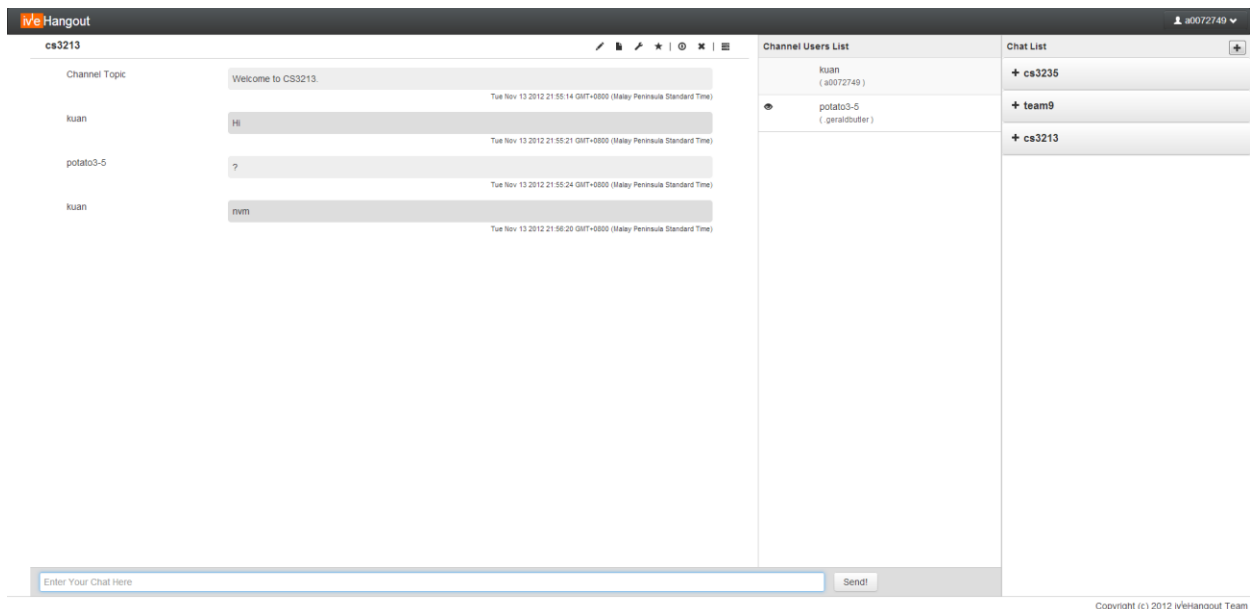 ivle Hangout
a0072749
cs3213
Channel Topic
Welcome to CS3213.
Tue Nov 13 2012 21:55:14 GMT+0800 (Malay Peninsula Standard Time)
kuan
Hi
Tue Nov 13 2012 21:55:21 GMT+0800 (Malay Peninsula Standard Time)
potato3-5
?
Tue Nov 13 2012 21:55:24 GMT+0800 (Malay Peninsula Standard Time)
kuan
nvm
Tue Nov 13 2012 21:56:20 GMT+0800 (Malay Peninsula Standard Time)
Enter Your Chat Here
Send!
Channel Users List
kuan
( a0072749 )
potato3-5
( .geraldbutler )
Chat List
+
+ cs3235
+ team9
+ cs3213
Copyright (c) 2012 ivleHangout Team